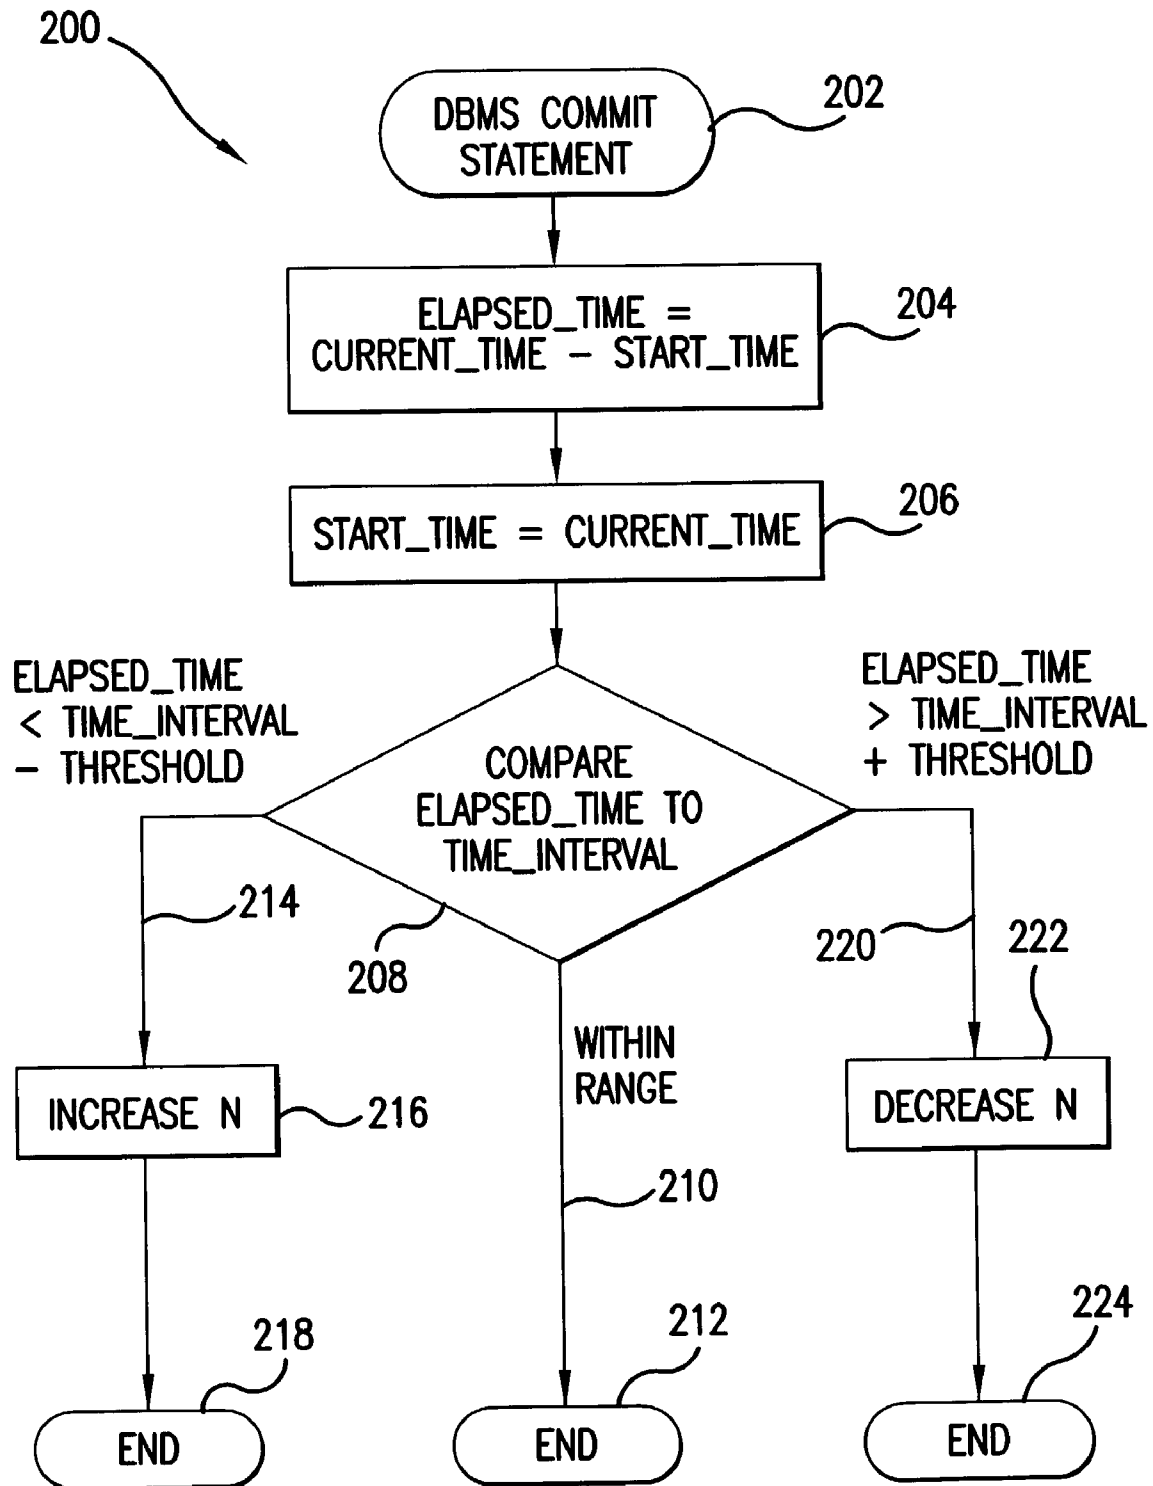 200
DBMS COMMIT
STATEMENT
202
ELAPSED_TIME =
CURRENT_TIME – START_TIME
204
START_TIME = CURRENT_TIME
206
ELAPSED_TIME
< TIME_INTERVAL
– THRESHOLD
COMPARE
ELAPSED_TIME TO
TIME_INTERVAL
ELAPSED_TIME
> TIME_INTERVAL
+ THRESHOLD
214
208
220
222
WITHIN
RANGE
INCREASE N
216
DECREASE N
210
218
212
224
END
END
END